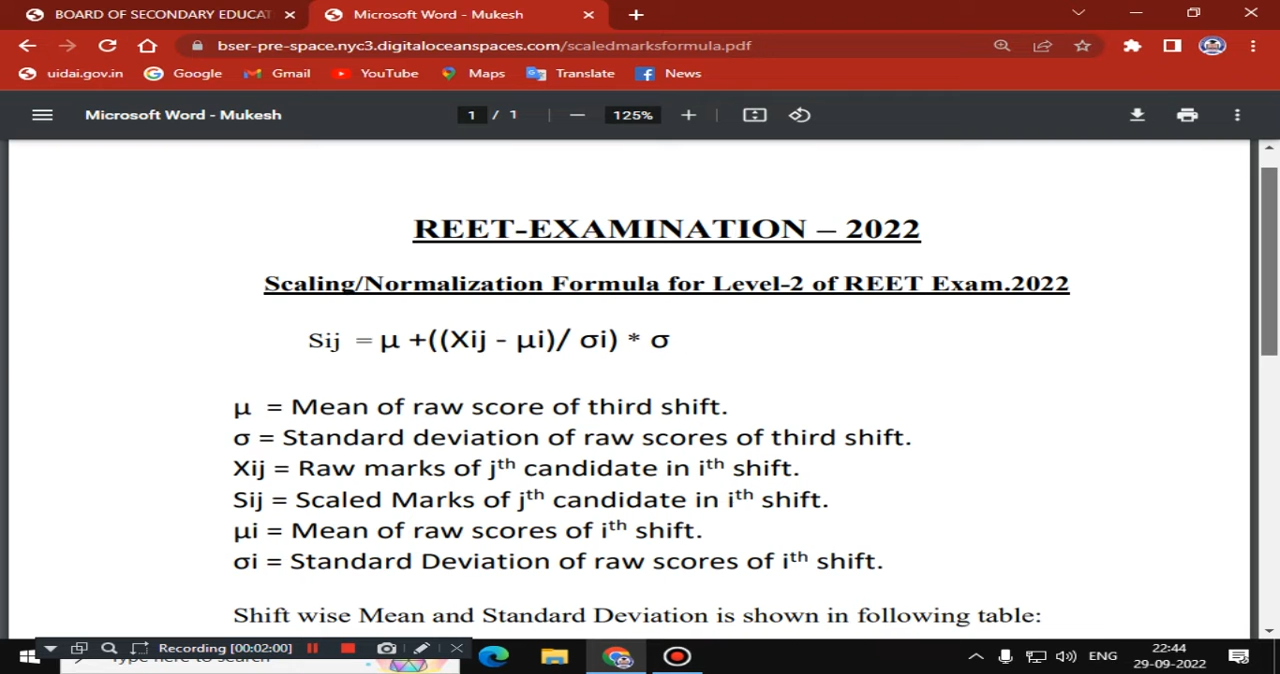 BOARD OF SECONDARY EDUCAT
Microsoft Word - Mukesh
bser-pre-space.nyc3.digitaloceanspaces.com/scaledmarksformula.pdf
uidai.gov.in Google Gmail YouTube Maps Translate News
Microsoft Word - Mukesh 1 / 1 125%
REET-EXAMINATION – 2022
Scaling/Normalization Formula for Level-2 of REET Exam.2022
Sij = µ +((Xij - µi)/ σi) * σ
µ = Mean of raw score of third shift.
σ = Standard deviation of raw scores of third shift.
Xij = Raw marks of jth candidate in ith shift.
Sij = Scaled Marks of jth candidate in ith shift.
µi = Mean of raw scores of ith shift.
σi = Standard Deviation of raw scores of ith shift.
Shift wise Mean and Standard Deviation is shown in following table:
Recording [00:02:00]
Type here to search
ENG
22:44
29-09-2022